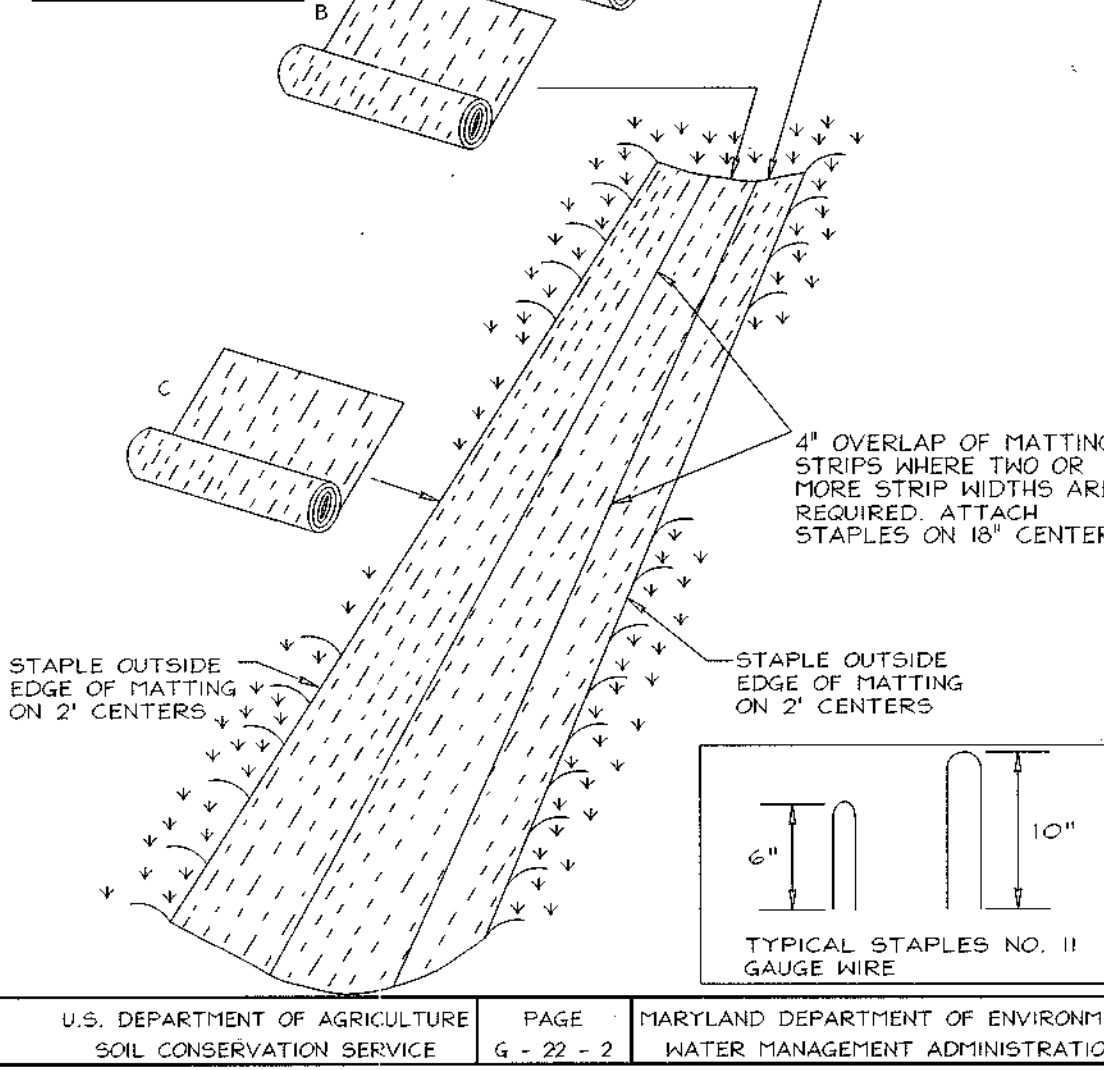 B
C
4" OVERLAP OF MATTING
STRIPS WHERE TWO OR
MORE STRIP WIDTHS ARE
REQUIRED. ATTACH
STAPLES ON 18" CENTER
STAPLE OUTSIDE
EDGE OF MATTING
ON 2' CENTERS
STAPLE OUTSIDE
EDGE OF MATTING
ON 2' CENTERS
6"
10"
TYPICAL STAPLES NO. 11
GAUGE WIRE
U.S. DEPARTMENT OF AGRICULTURE
SOIL CONSERVATION SERVICE
PAGE
G - 22 - 2
MARYLAND DEPARTMENT OF ENVIRONM
WATER MANAGEMENT ADMINISTRATIO